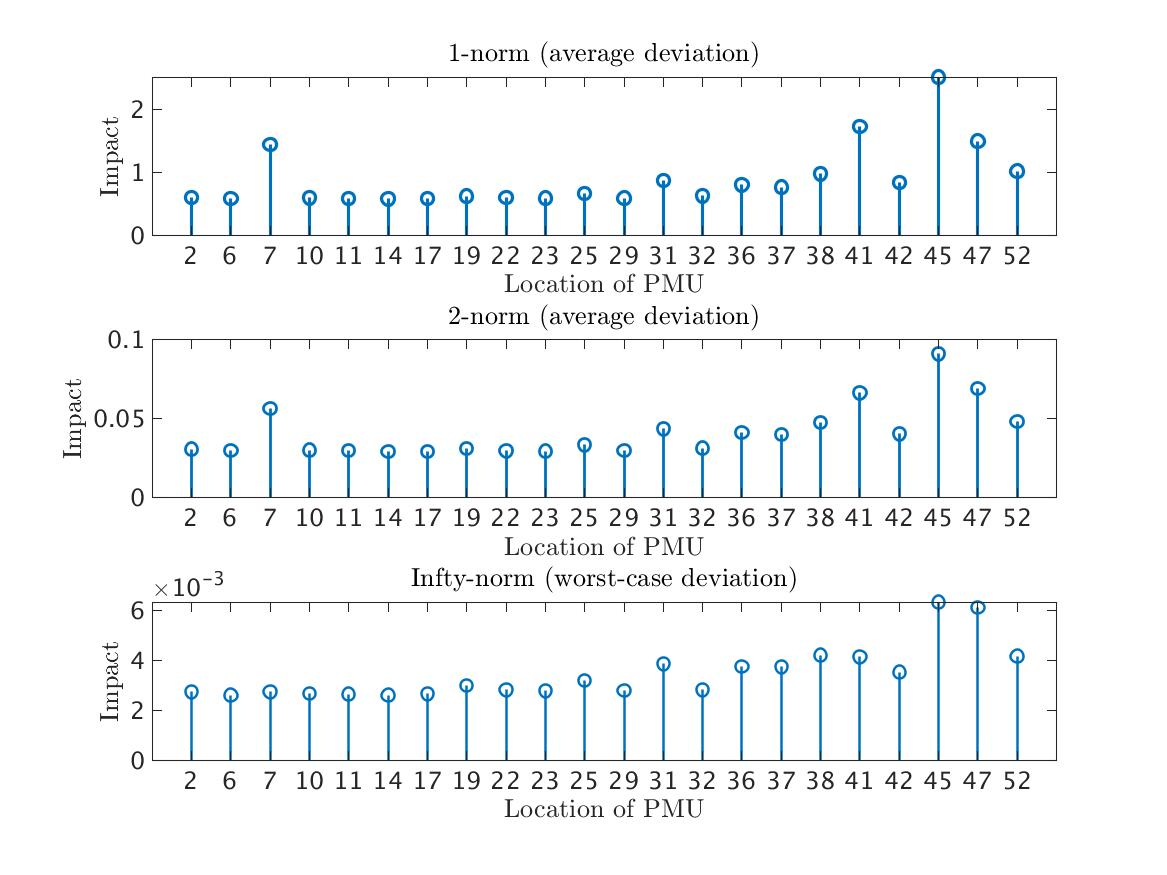 1-norm (average deviation)
Impact
2
1
0
2 6 7 10 11 14 17 19 22 23 25 29 31 32 36 37 38 41 42 45 47 52
Location of PMU
2-norm (average deviation)
Impact
0.1
0.05
0
2 6 7 10 11 14 17 19 22 23 25 29 31 32 36 37 38 41 42 45 47 52
Location of PMU
Infty-norm (worst-case deviation)
×10⁻³
Impact
6
4
2
0
2 6 7 10 11 14 17 19 22 23 25 29 31 32 36 37 38 41 42 45 47 52
Location of PMU